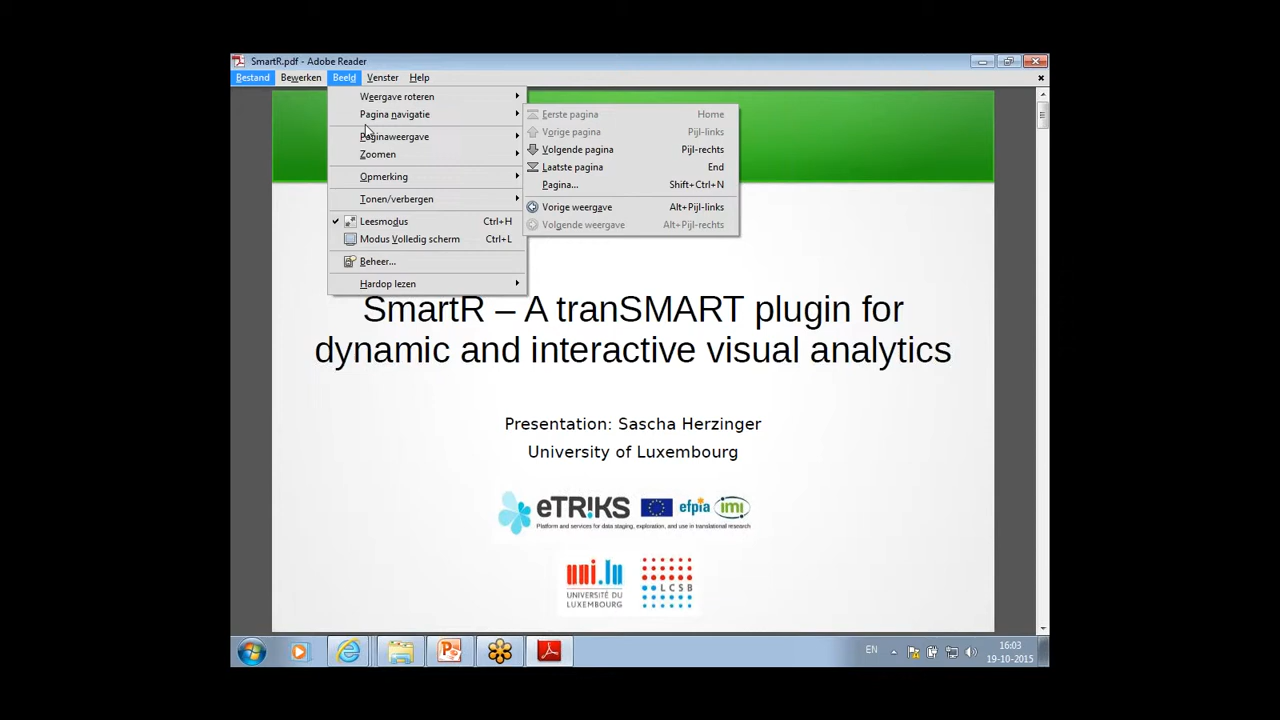 SmartR.pdf - Adobe Reader
Bestand Bewerken Beeld Venster Help
Weergave roteren
Pagina navigatie
Paginaweergave
Zoomen
Opmerking
Tonen/verbergen
Leesmodus Ctrl+H
Modus Volledig scherm Ctrl+L
Beheer...
Hardop lezen
Eerste pagina Home
Vorige pagina Pijl-links
Volgende pagina Pijl-rechts
Laatste pagina End
Pagina... Shift+Ctrl+N
Vorige weergave Alt+Pijl-links
Volgende weergave Alt+Pijl-rechts
SmartR – A tranSMART plugin for
dynamic and interactive visual analytics
Presentation: Sascha Herzinger
University of Luxembourg
eTRIKS efpia imi
Platform and services for data staging, exploration, and use in translational research
uni.lu
UNIVERSITÉ DU
LUXEMBOURG
LCSB
EN 16:03
19-10-2015